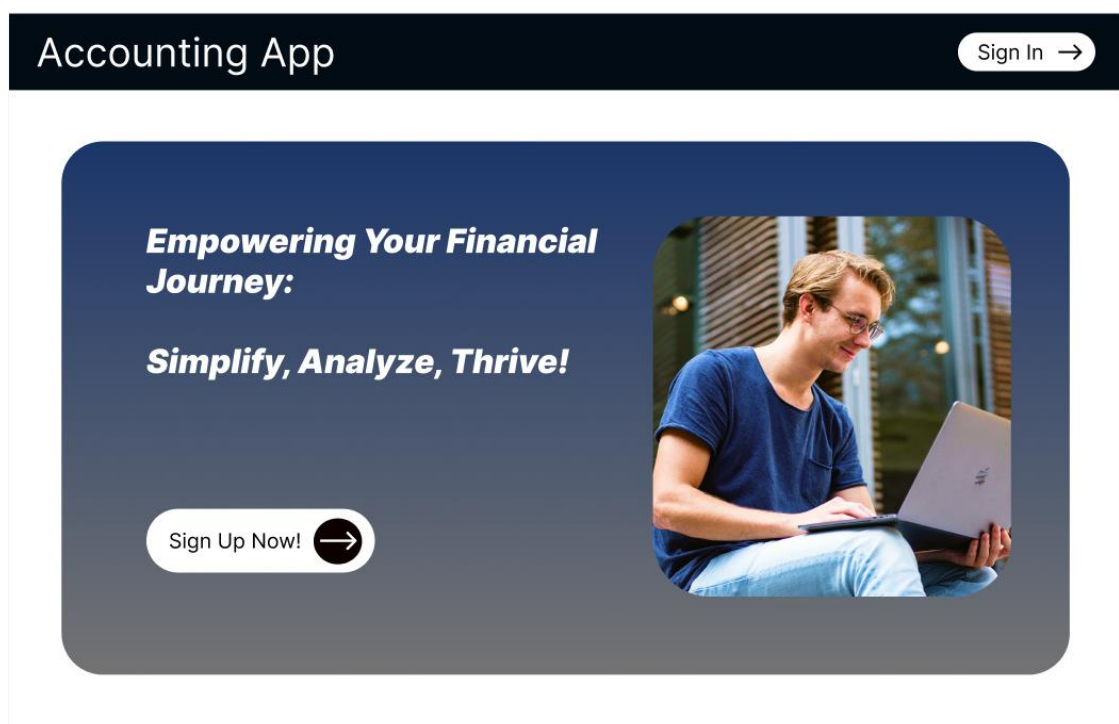 Accounting App
Sign In
Empowering Your Financial
Journey:
Simplify, Analyze, Thrive!
Sign Up Now!